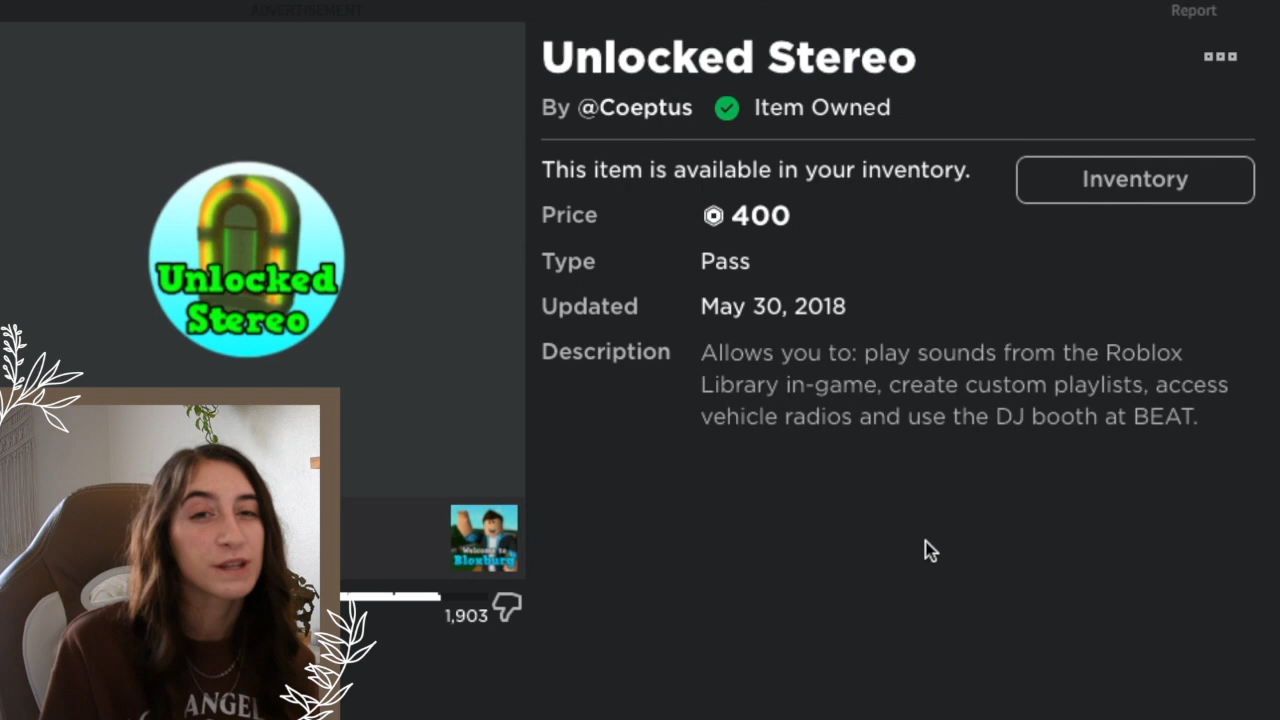 ADVERTISEMENT
Report
Unlocked Stereo
By @Coeptus Item Owned
This item is available in your inventory.
Inventory
Price 400
Type Pass
Updated May 30, 2018
Description Allows you to: play sounds from the Roblox
Library in-game, create custom playlists, access
vehicle radios and use the DJ booth at BEAT.
Unlocked
Stereo
Welcome to
Bloxburg
1,903
ANGEL